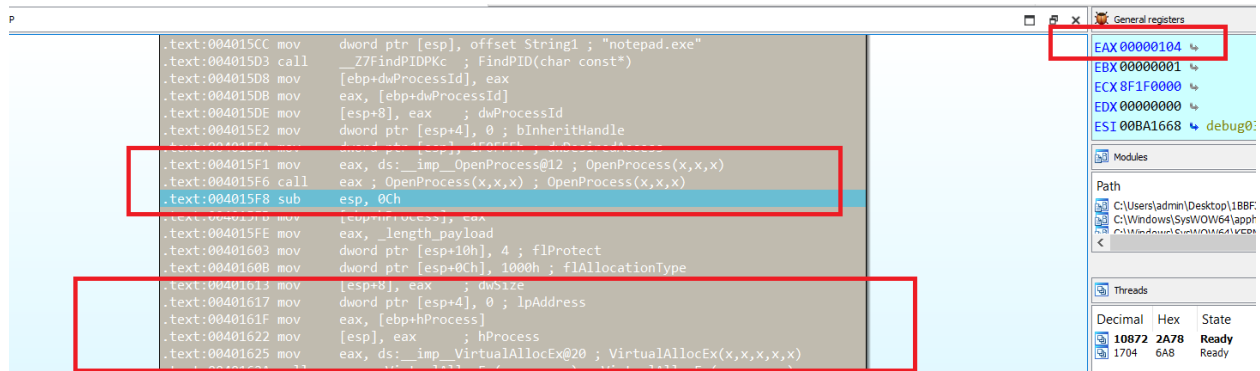 P
.text:004015CC mov dword ptr [esp], offset String1 ; "notepad.exe"
.text:004015D3 call __Z7FindPIDPKc ; FindPID(char const*)
.text:004015D8 mov [ebp+dwProcessId], eax
.text:004015DB mov eax, [ebp+dwProcessId]
.text:004015DE mov [esp+8], eax ; dwProcessId
.text:004015E2 mov dword ptr [esp+4], 0 ; bInheritHandle
.text:004015F1 mov eax, ds:__imp__OpenProcess@12 ; OpenProcess(x,x,x)
.text:004015F6 call eax ; OpenProcess(x,x,x) ; OpenProcess(x,x,x)
.text:004015F8 sub esp, 0Ch
.text:004015FB mov [ebp+hProcess], eax
.text:004015FE mov eax, _length_payload
.text:00401603 mov dword ptr [esp+10h], 4 ; flProtect
.text:0040160B mov dword ptr [esp+0Ch], 1000h ; flAllocationType
.text:00401613 mov [esp+8], eax ; dwSize
.text:00401617 mov dword ptr [esp+4], 0 ; lpAddress
.text:0040161F mov eax, [ebp+hProcess]
.text:00401622 mov [esp], eax ; hProcess
.text:00401625 mov eax, ds:__imp__VirtualAllocEx@20 ; VirtualAllocEx(x,x,x,x,x)
General registers
EAX 00000104
EBX 00000001
ECX 8F1F0000
EDX 00000000
ESI 00BA1668 debug03
Modules
Path
C:\Users\admin\Desktop\1BBF
C:\Windows\SysWOW64\apph
C:\Windows\SysWOW64\KERN
Threads
Decimal Hex State
10872 2A78 Ready
1704 6A8 Ready